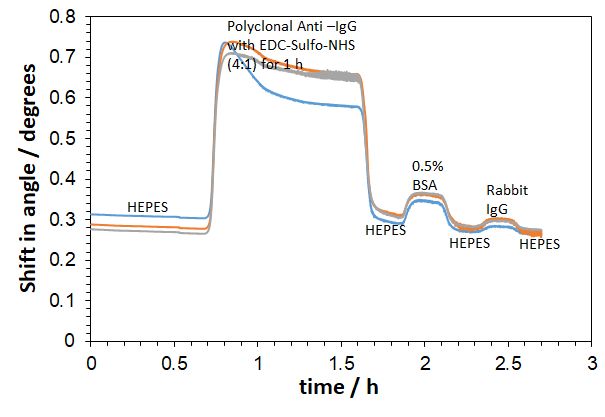 Polyclonal Anti –IgG
with EDC-Sulfo-NHS
(4:1) for 1 h
HEPES
0.5%
BSA
Rabbit
IgG
HEPES
HEPES
HEPES
0.8
0.7
0.6
0.5
0.4
0.3
0.2
0.1
0
Shift in angle / degrees
0
0.5
1
1.5
2
2.5
3
time / h